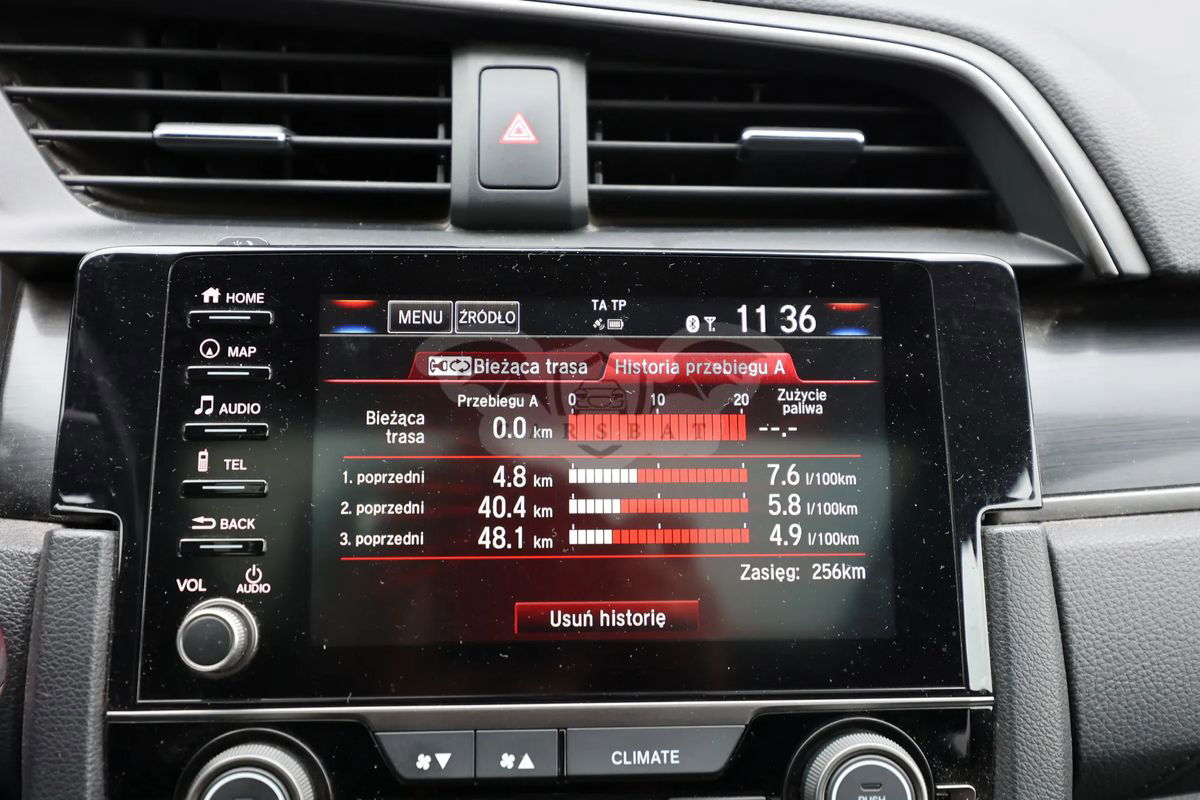 HOME
MAP
AUDIO
TEL
BACK
VOL
AUDIO
MENU
ŹRÓDŁO
TA TP
11 36
Bieżąca trasa
Historia przebiegu A
Przebiegu A
0 10 20
Zużycie
paliwa
Bieżąca
trasa
0.0 km
--.-
ARSBAT
1. poprzedni 4.8 km 7.6 l/100km
2. poprzedni 40.4 km 5.8 l/100km
3. poprzedni 48.1 km 4.9 l/100km
Zasięg: 256km
Usuń historię
CLIMATE